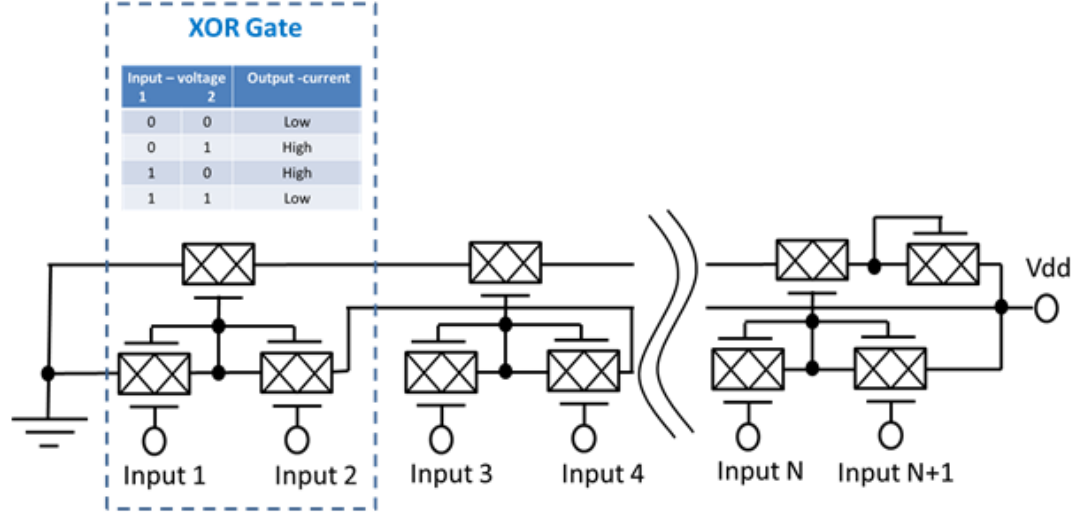 XOR Gate
Input – voltage Output -current
1 2
0 0 Low
0 1 High
1 0 High
1 1 Low
Vdd
Input 1 Input 2 Input 3 Input 4 Input N Input N+1